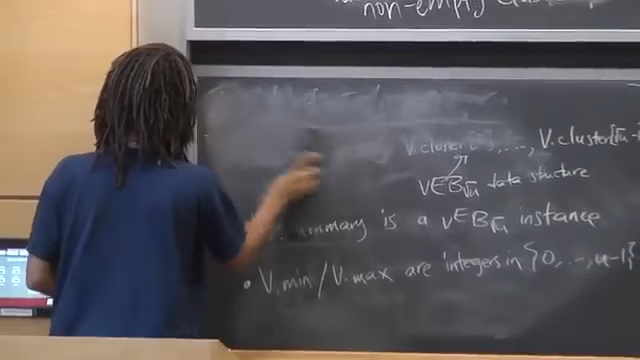 non-empty
V.cluster[ ],..., V.cluster[√u-1
vEB√u data structure
summary is a vEB√u instance
• V.min/V.max are integers in {0,...,u-1}